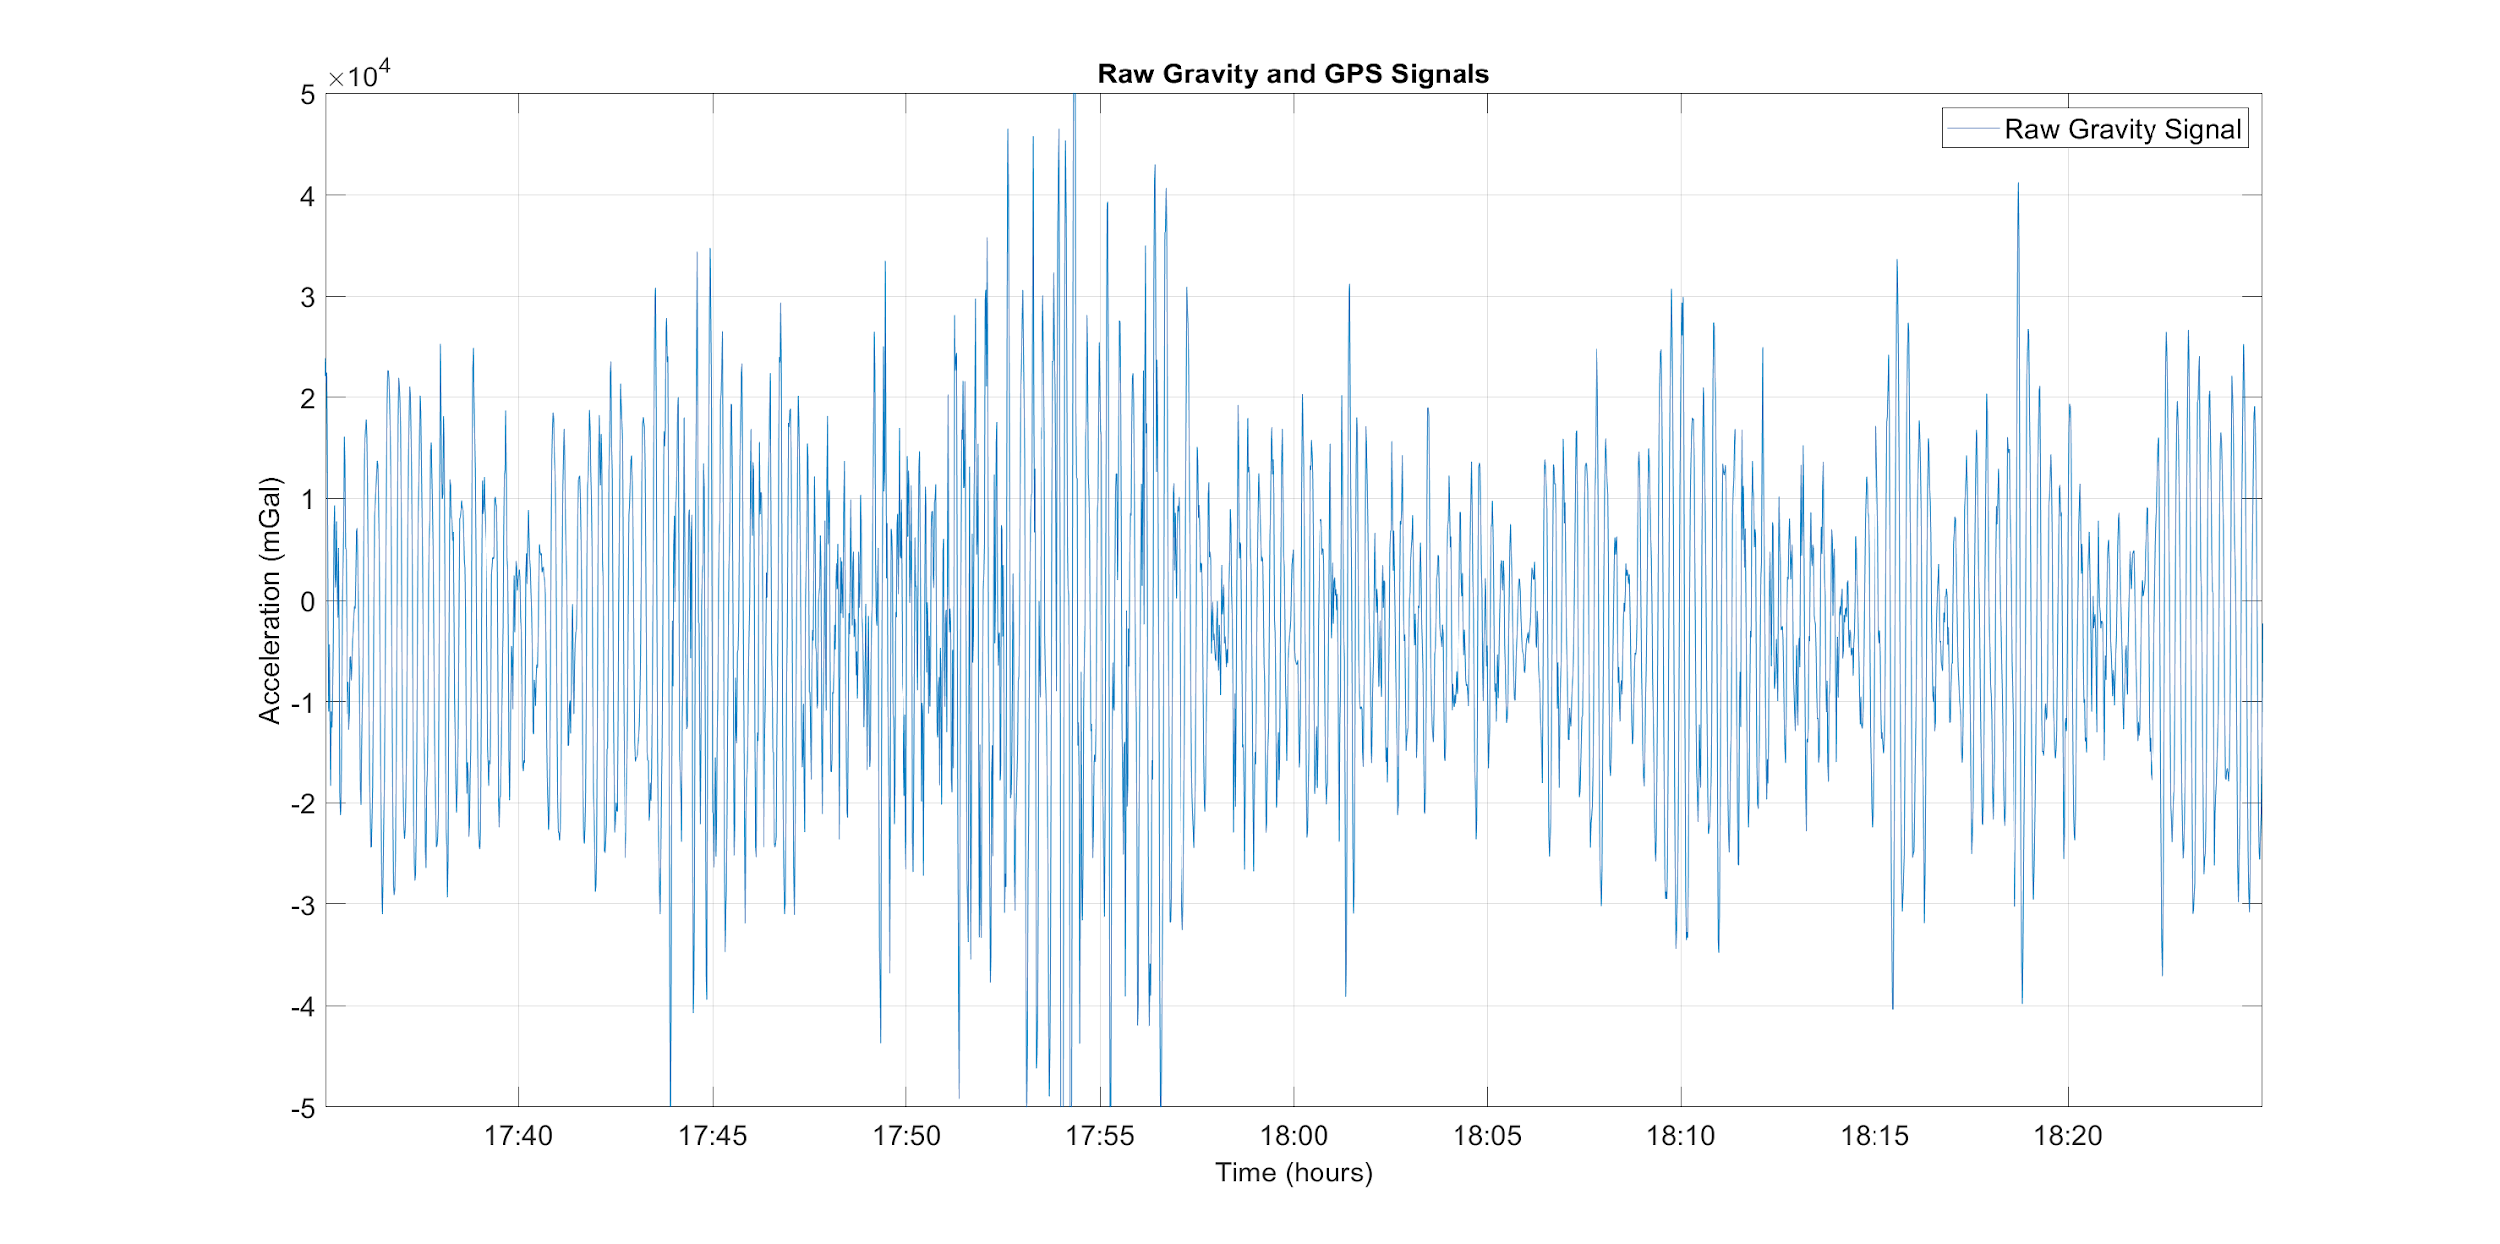 Raw Gravity and GPS Signals
×10⁴
Raw Gravity Signal
5
4
3
2
1
0
-1
-2
-3
-4
-5
Acceleration (mGal)
17:40 17:45 17:50 17:55 18:00 18:05 18:10 18:15 18:20
Time (hours)